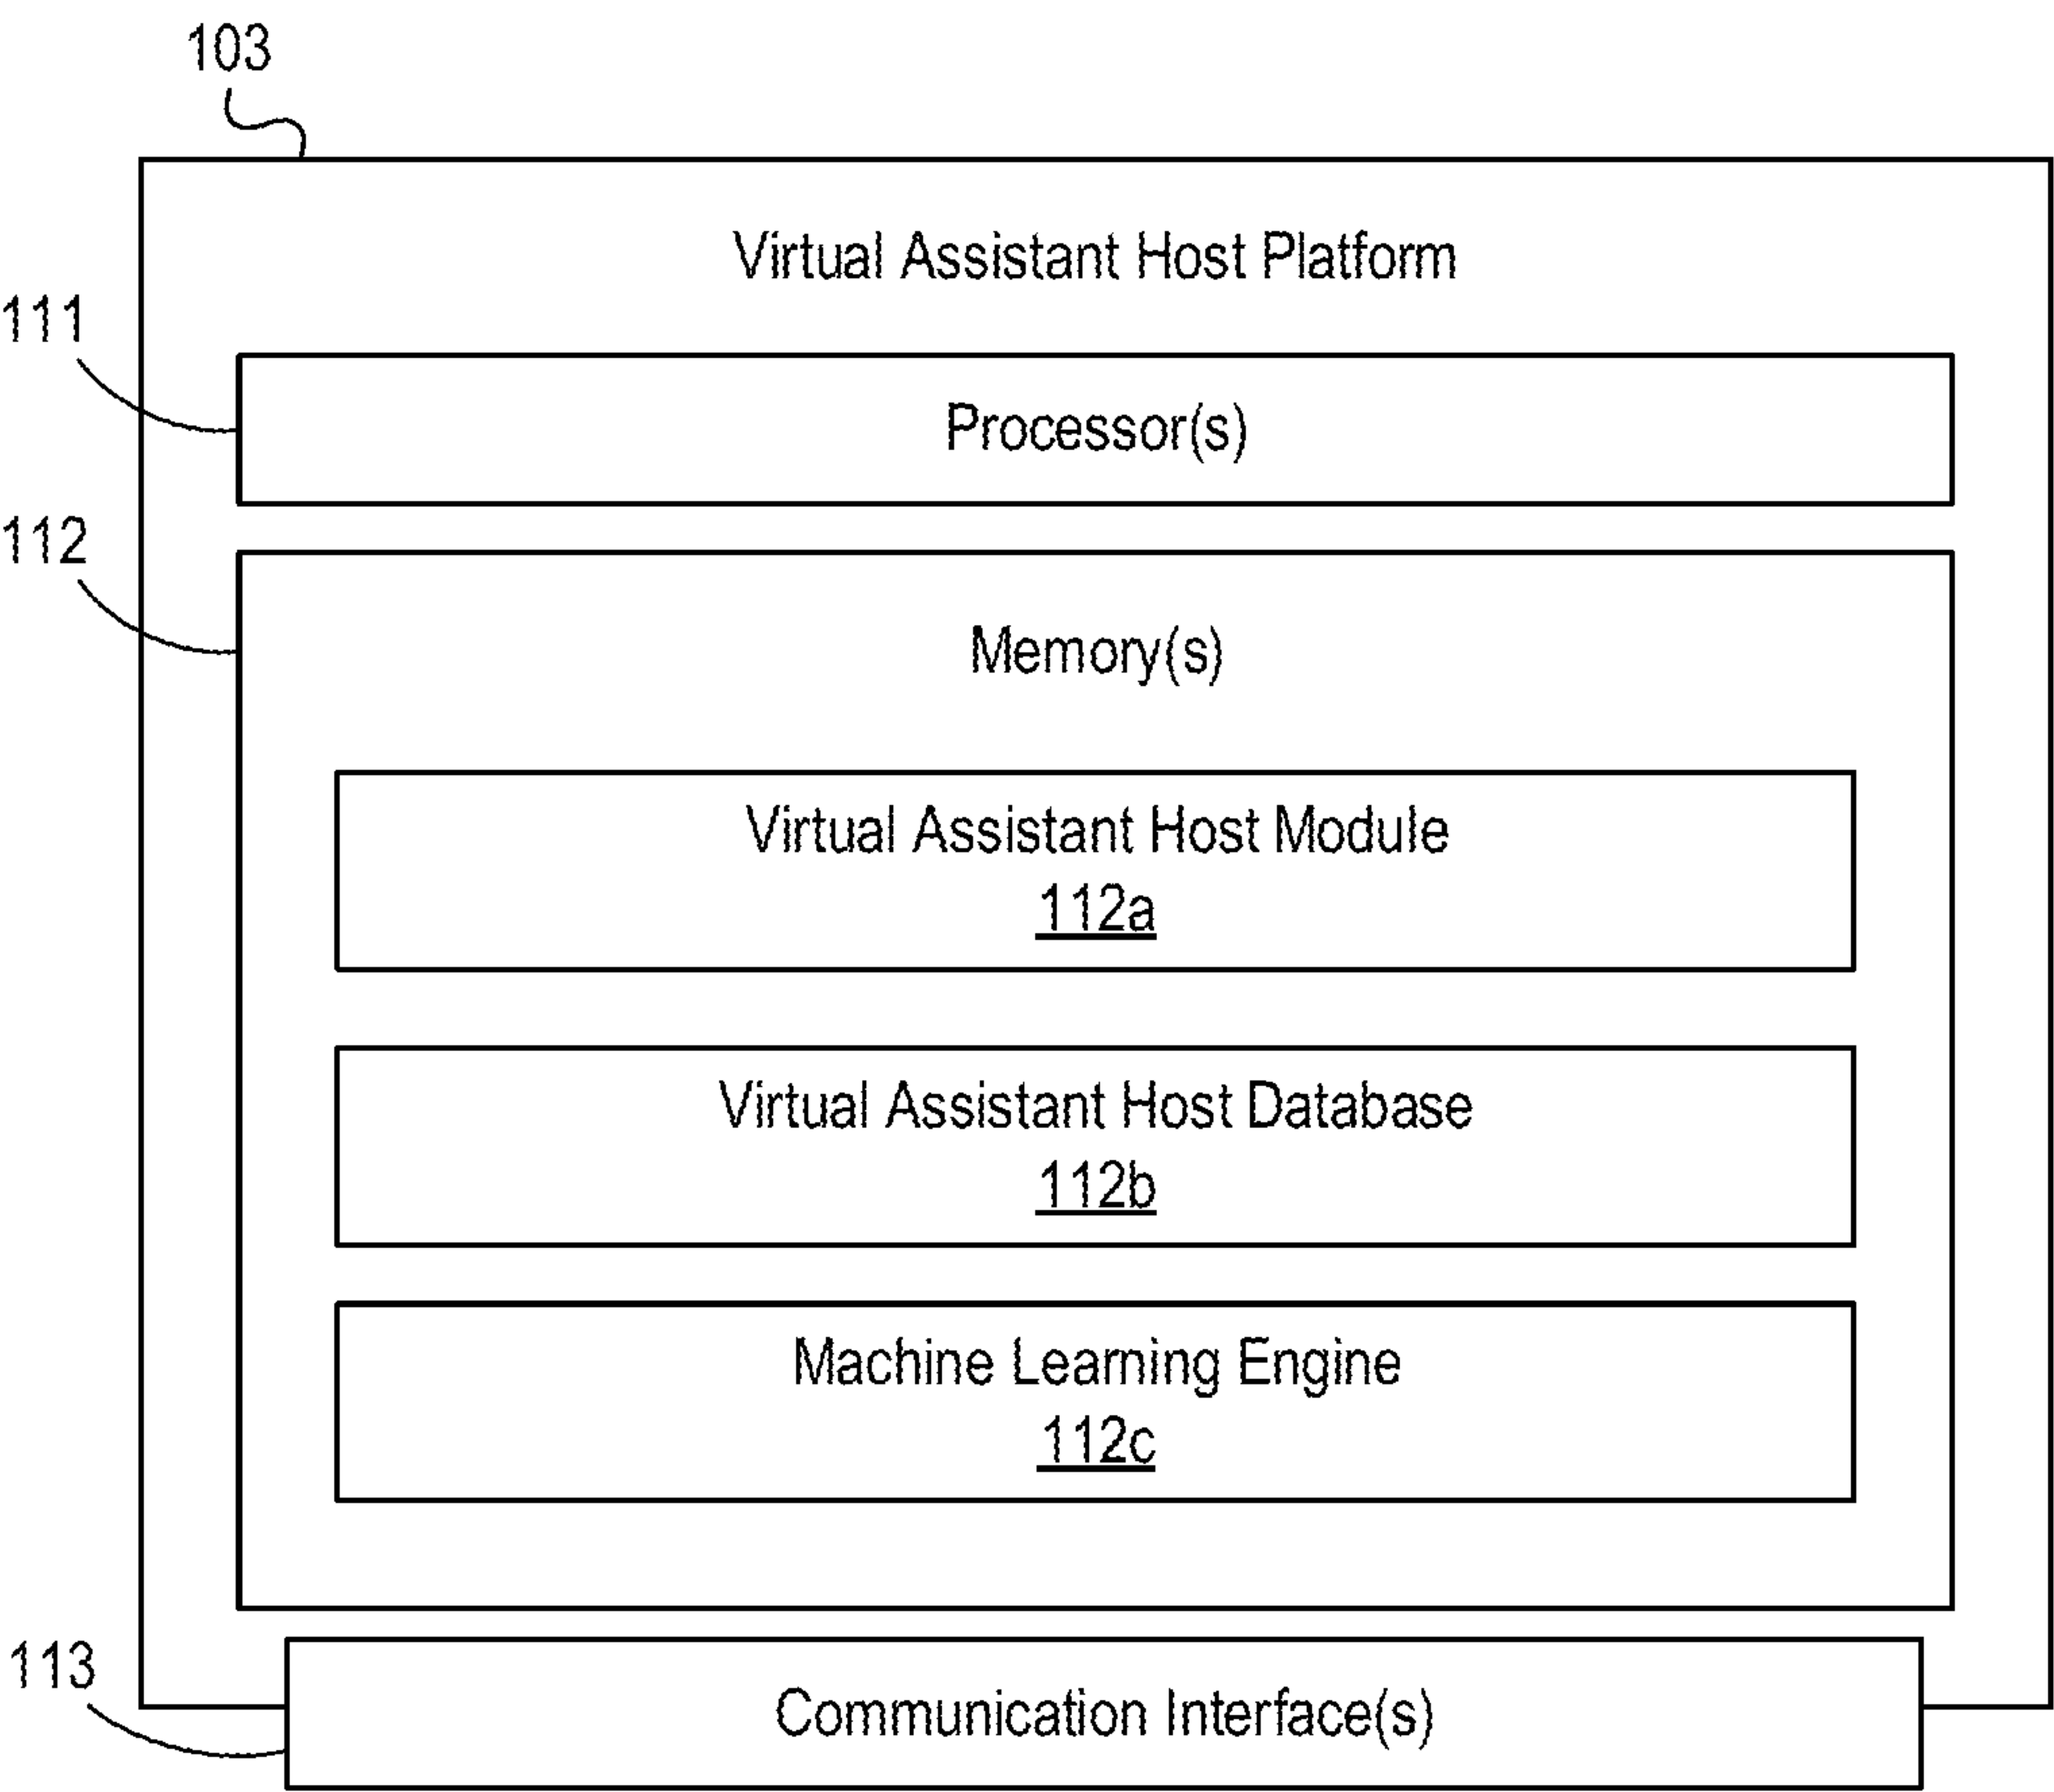 103
Virtual Assistant Host Platform
111
Processor(s)
112
Memory(s)
Virtual Assistant Host Module
112a
Virtual Assistant Host Database
112b
Machine Learning Engine
112c
113
Communication Interface(s)